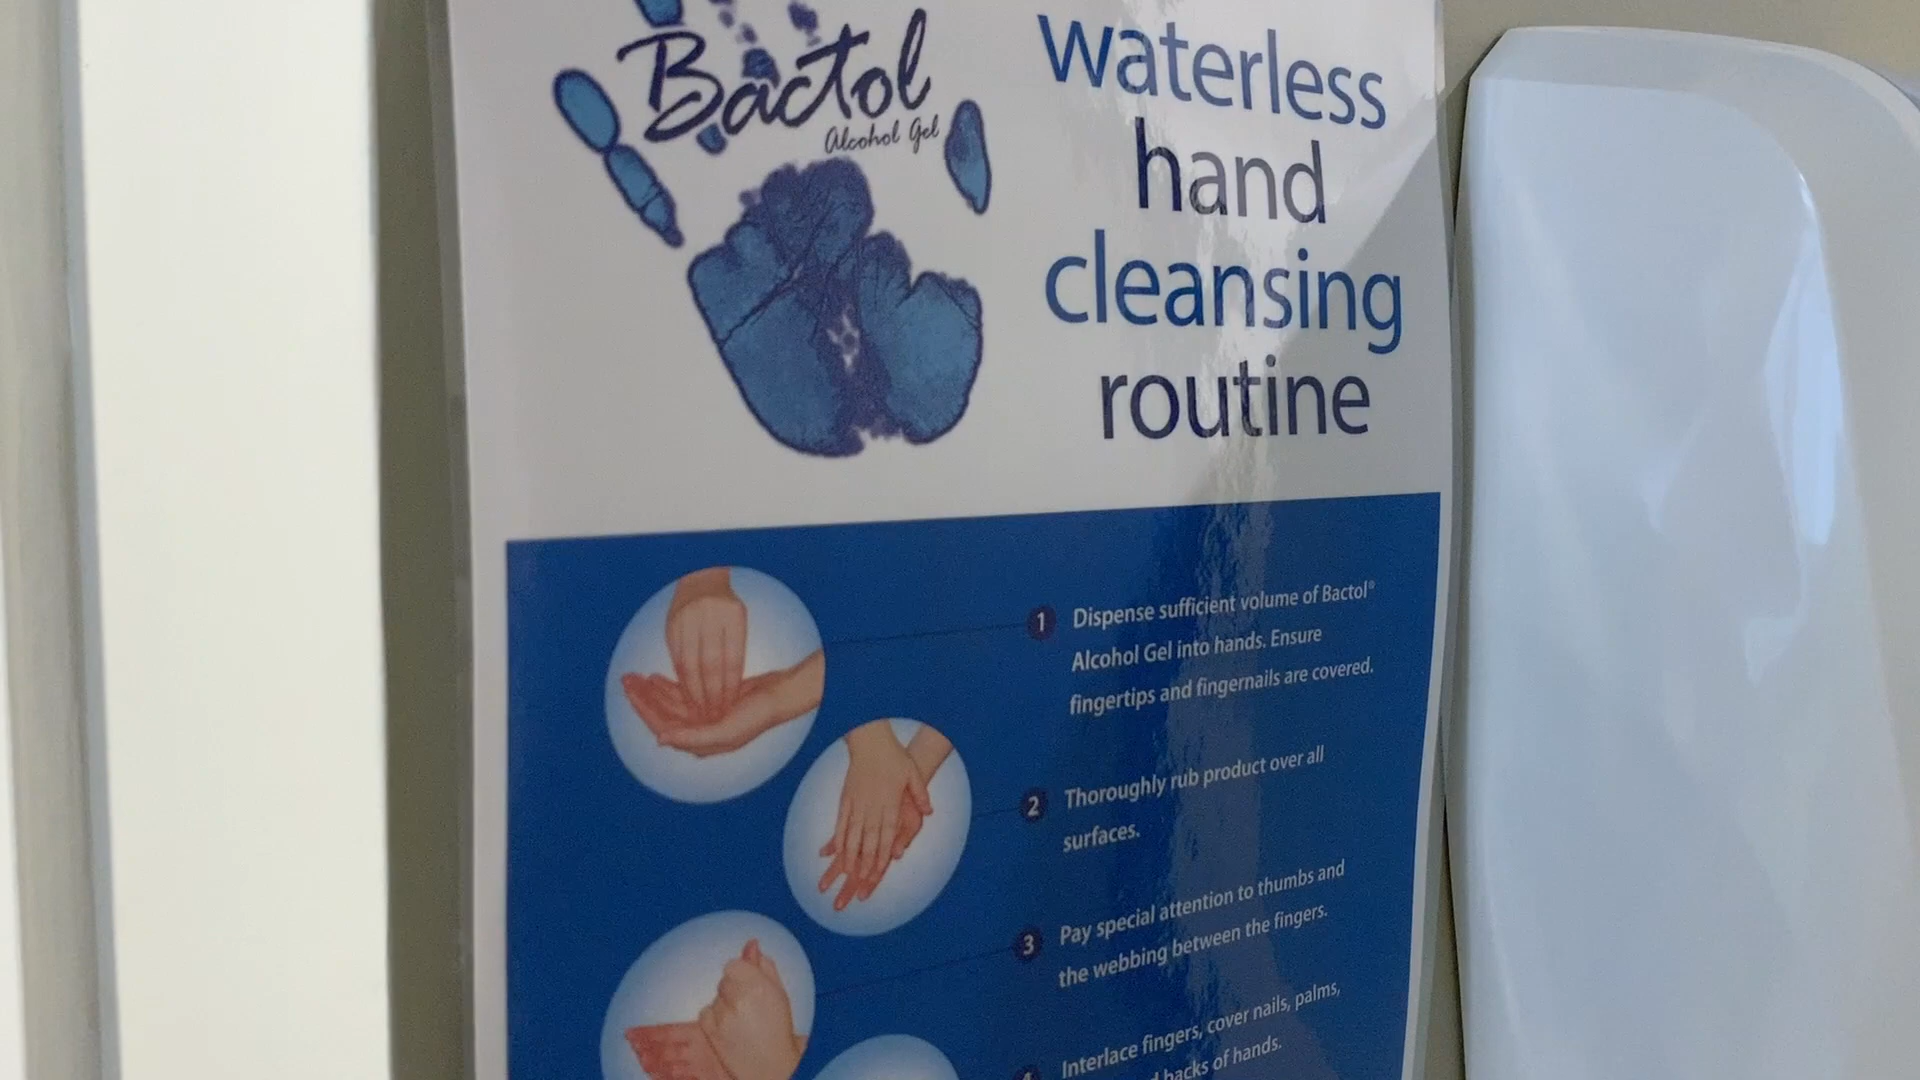 Bactol
Alcohol Gel
waterless
hand
cleansing
routine
1 Dispense sufficient volume of Bactol®
Alcohol Gel into hands. Ensure
fingertips and fingernails are covered.
2 Thoroughly rub product over all
surfaces.
3 Pay special attention to thumbs and
the webbing between the fingers.
4 Interlace fingers, cover nails, palms,
backs of hands.